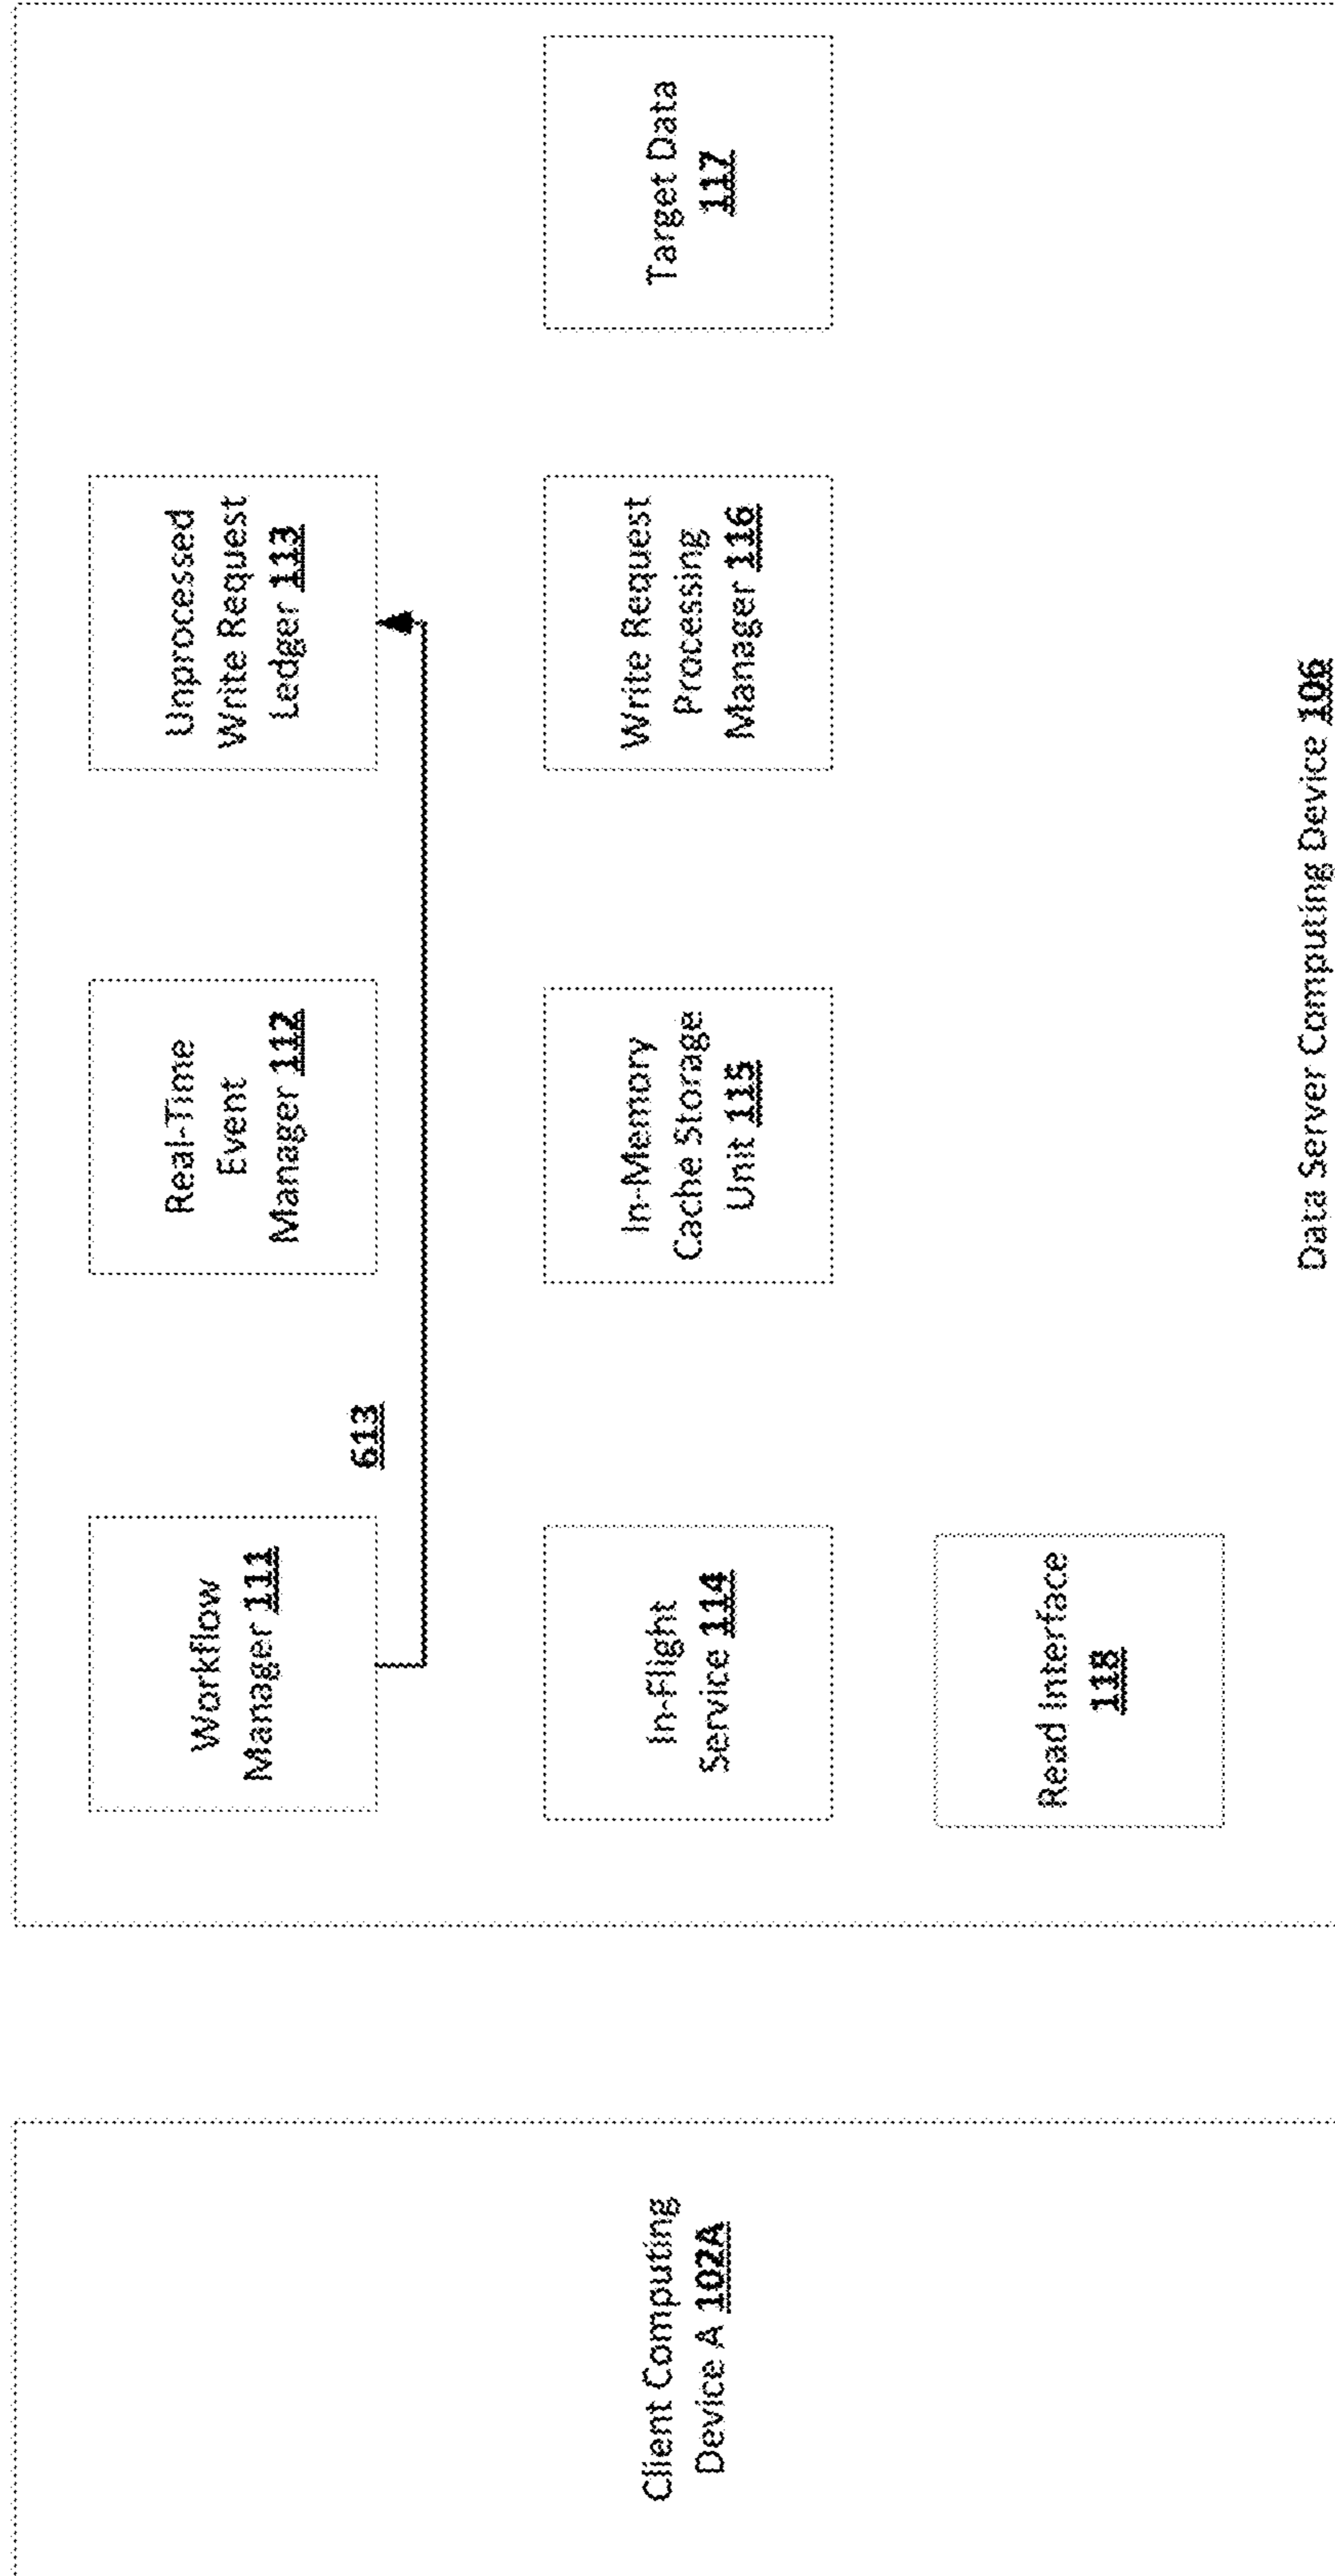 Client Computing
Device A 102A
Workflow
Manager 111
613
Real-Time
Event
Manager 112
Unprocessed
Write Request
Ledger 113
In-Flight
Service 114
In-Memory
Cache Storage
Unit 115
Write Request
Processing
Manager 116
Target Data
117
Read Interface
118
Data Server Computing Device 106